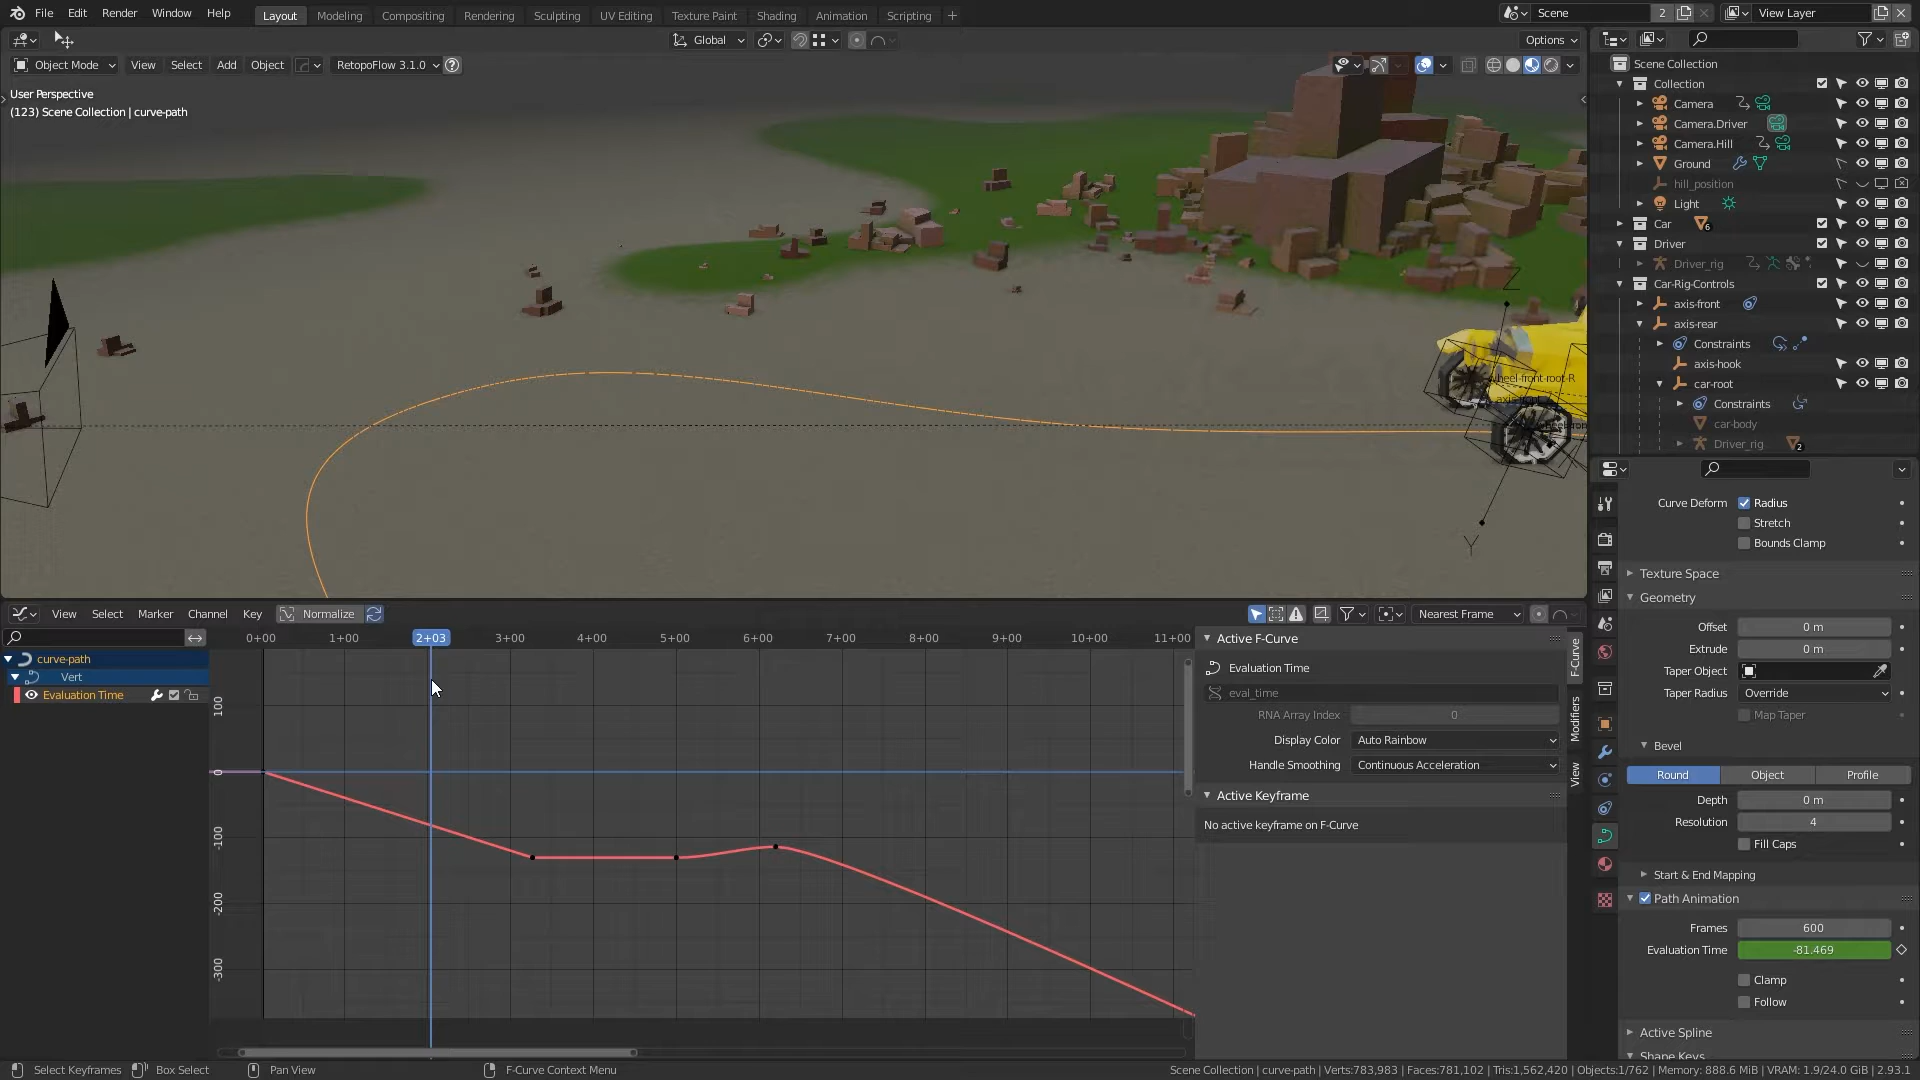 File Edit Render Window Help Layout Modeling Compositing Rendering Sculpting UV Editing Texture Paint Shading Animation Scripting + Scene 2 View Layer
Global Options
Object Mode View Select Add Object RetopoFlow 3.1.0
User Perspective
(123) Scene Collection | curve-path
Z
wheel-front-root-R
Y
Scene Collection
Collection
Camera
Camera.Driver
Camera.Hill
Ground
hill_position
Light
Car 6
Driver
Driver_rig
Car-Rig-Controls
axis-front
axis-rear
Constraints
axis-hook
car-root
Constraints
car-body
Driver_rig 2
Curve Deform Radius
Stretch
Bounds Clamp
Texture Space
Geometry
Offset 0 m
Extrude 0 m
Taper Object
Taper Radius Override
Map Taper
Bevel
Round Object Profile
Depth 0 m
Resolution 4
Fill Caps
Start & End Mapping
Path Animation
Frames 600
Evaluation Time -81.469
Clamp
Follow
Active Spline
Shape Keys
View Select Marker Channel Key Normalize Nearest Frame
0+00 1+00 2+03 3+00 4+00 5+00 6+00 7+00 8+00 9+00 10+00 11+00
curve-path
Vert
Evaluation Time
100
0
-100
-200
-300
Active F-Curve
Evaluation Time
eval_time
RNA Array Index 0
Display Color Auto Rainbow
Handle Smoothing Continuous Acceleration
Active Keyframe
No active keyframe on F-Curve
F-Curve
Modifiers
View
Select Keyframes Box Select Pan View F-Curve Context Menu Scene Collection | curve-path | Verts:783,983 | Faces:781,102 | Tris:1,562,420 | Objects:1/762 | Memory: 888.6 MiB | VRAM: 1.9/24.0 GiB | 2.93.1